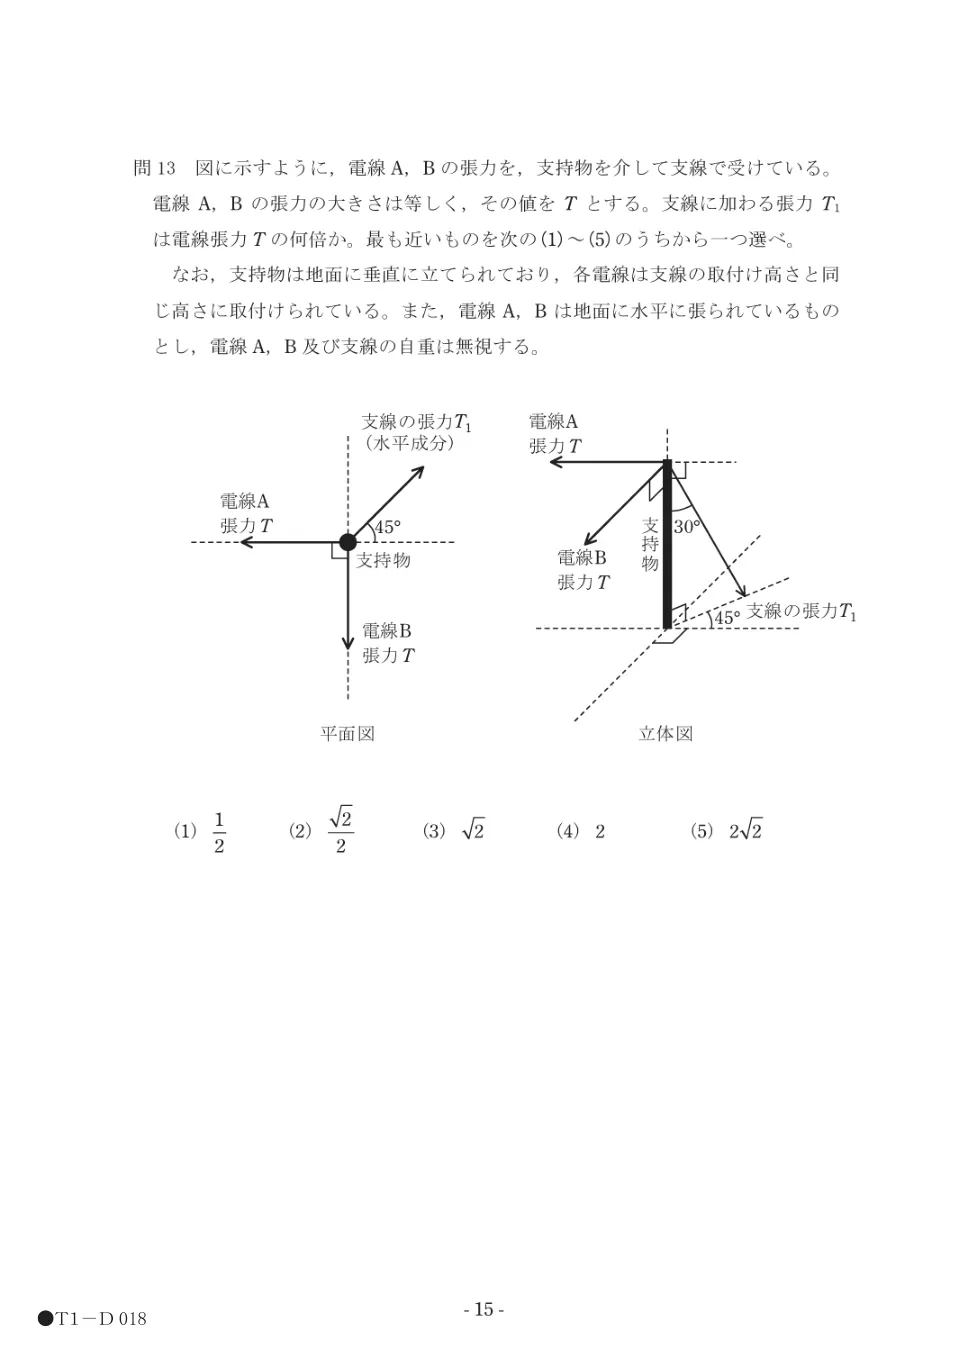 問 13　図に示すように，電線 A，B の張力を，支持物を介して支線で受けている。
電線 A，B の張力の大きさは等しく，その値を T とする。支線に加わる張力 T1
は電線張力 T の何倍か。最も近いものを次の(1)～(5)のうちから一つ選べ。
なお，支持物は地面に垂直に立てられており，各電線は支線の取付け高さと同
じ高さに取付けられている。また，電線 A，B は地面に水平に張られているもの
とし，電線 A，B 及び支線の自重は無視する。
支線の張力T1
（水平成分）
電線A
張力 T
45°
支持物
電線B
張力 T
平面図
電線A
張力 T
支持物
30°
電線B
張力 T
45°
支線の張力T1
立体図
(1) 1/2 (2) √2/2 (3) √2 (4) 2 (5) 2√2
- 15 -
●T1－D 018